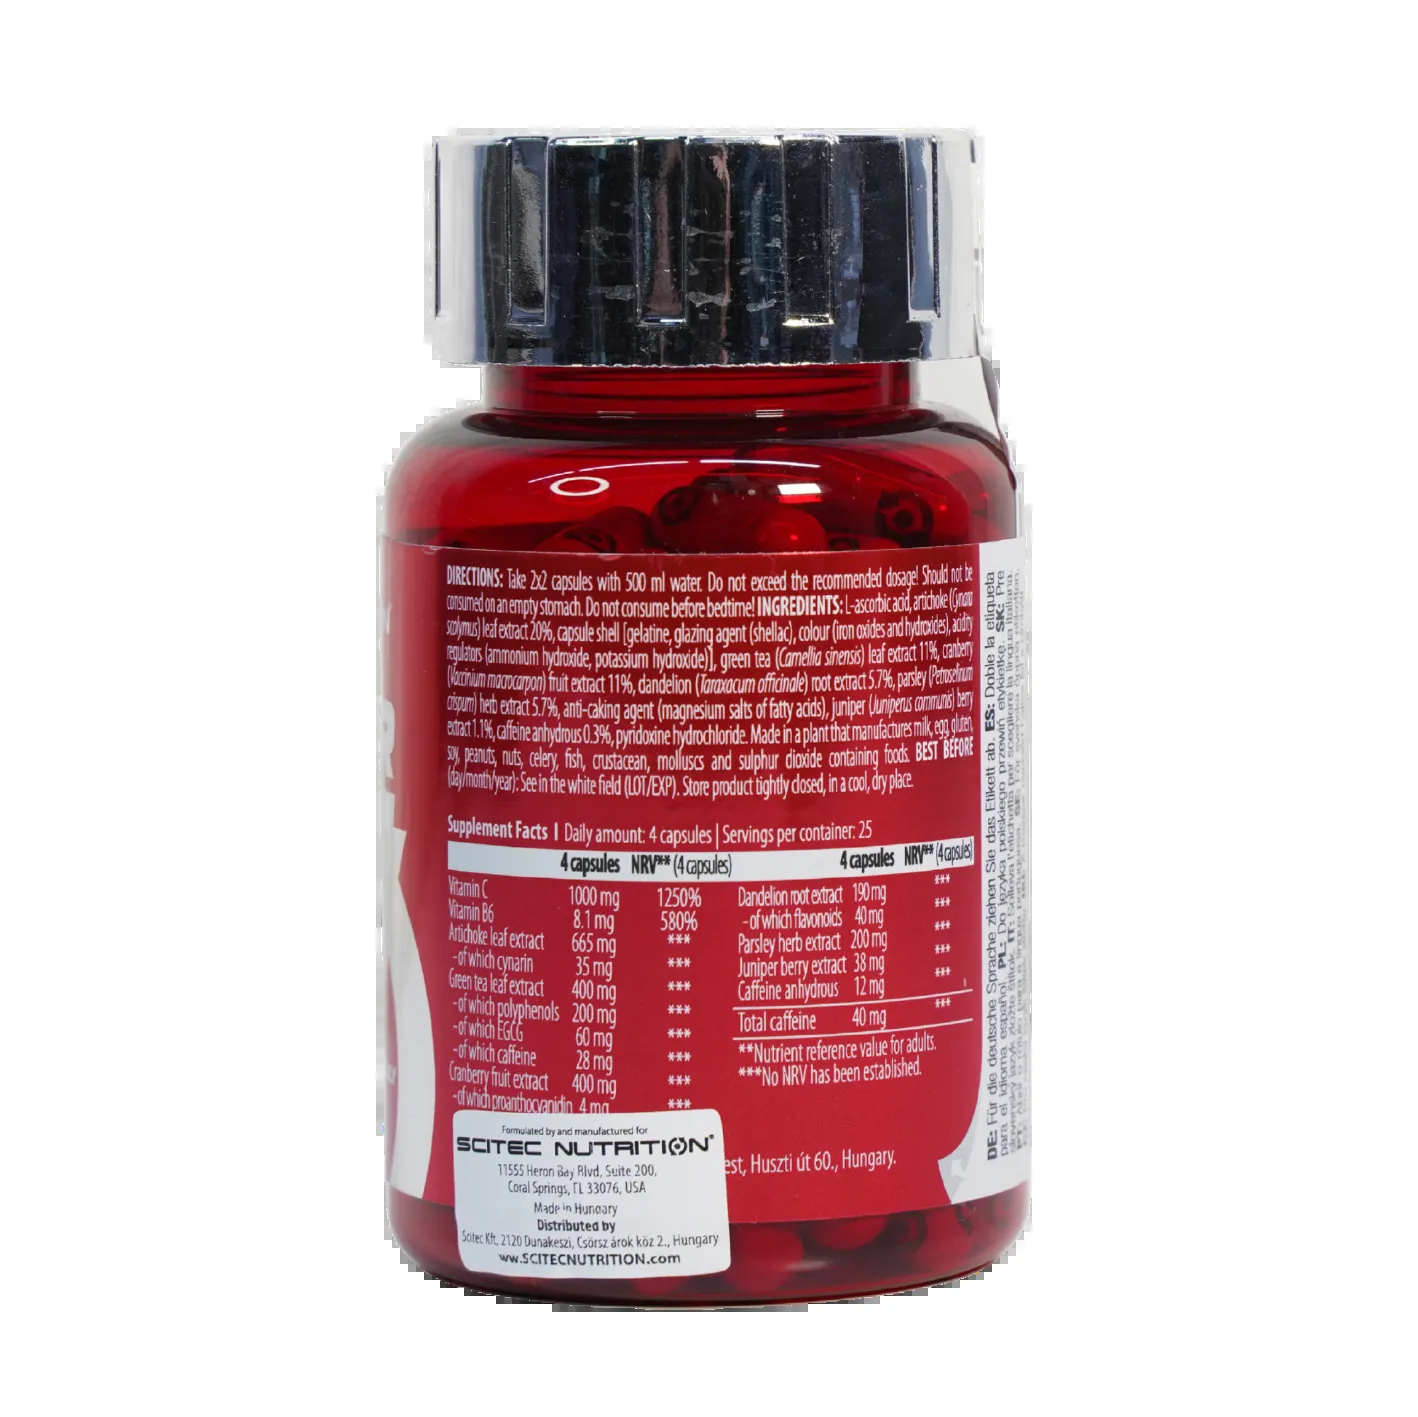 DIRECTIONS: Take 2x2 capsules with 500 ml water. Do not exceed the recommended dosage! Should not be
consumed on an empty stomach. Do not consume before bedtime! INGREDIENTS: L-ascorbic acid, artichoke (Cynara
scolymus) leaf extract 20%, capsule shell [gelatine, glazing agent (shellac), colour (iron oxides and hydroxides), acidity
regulators (ammonium hydroxide, potassium hydroxide)], green tea (Camellia sinensis) leaf extract 11%, cranberry
(Vaccinium macrocarpon) fruit extract 11%, dandelion (Taraxacum officinale) root extract 5.7%, parsley (Petroselinum
crispum) herb extract 5.7%, anti-caking agent (magnesium salts of fatty acids), juniper (Juniperus communis) berry
extract 1.1%, caffeine anhydrous 0.3%, pyridoxine hydrochloride. Made in a plant that manufactures milk, egg, gluten,
soy, peanuts, nuts, celery, fish, crustacean, molluscs and sulphur dioxide containing foods. BEST BEFORE
(day/month/year): See in the white field (LOT/EXP). Store product tightly closed, in a cool, dry place.
Supplement Facts | Daily amount: 4 capsules | Servings per container: 25
4 capsules NRV** (4 capsules)
Vitamin C 1000 mg 1250%
Vitamin B6 8.1 mg 580%
Artichoke leaf extract 665 mg ***
-of which cynarin 35 mg ***
Green tea leaf extract 400 mg ***
-of which polyphenols 200 mg ***
-of which EGCG 60 mg ***
-of which caffeine 28 mg ***
Cranberry fruit extract 400 mg ***
-of which proanthocyanidin 4 mg ***
4 capsules NRV** (4 capsules)
Dandelion root extract 190 mg ***
-of which flavonoids 40 mg ***
Parsley herb extract 200 mg ***
Juniper berry extract 38 mg ***
Caffeine anhydrous 12 mg ***
Total caffeine 40 mg ***
**Nutrient reference value for adults.
***No NRV has been established.
est, Huszti út 60., Hungary.
Formulated by and manufactured for
SCITEC NUTRITION®
11555 Heron Bay Blvd, Suite 200,
Coral Springs, FL 33076, USA
Made in Hungary
Distributed by
Scitec Kft. 2120 Dunakeszi, Csörsz árok köz 2., Hungary
www.SCITECNUTRITION.com
DE: Für die deutsche Sprache ziehen Sie das Etikett ab. ES: Doble la etiqueta
para el idioma español. PL: Do języka polskiego przewiń etykietkę. SK: Pre
slovenský jazyk zložte štítok. IT: Solleva l'etichetta per scegliere la lingua italiana.